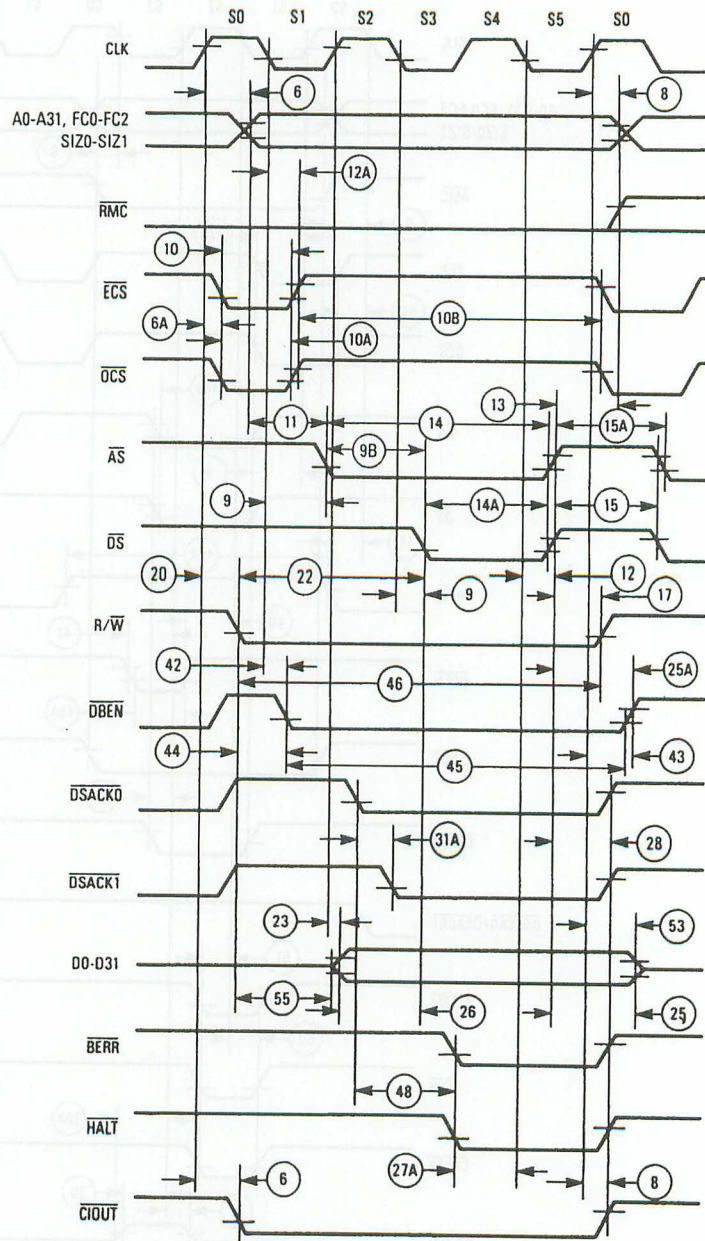 S0 S1 S2 S3 S4 S5 S0
CLK
6 8
A0-A31, FC0-FC2
SIZ0-SIZ1
12A
RMC
10
ECS
6A 10A 10B
OCS
11 14 13 15A
AS
9B
9 14A 15
DS
20 22 9 12
17
R/W
42 46 25A
DBEN
44 45 43
DSACK0
31A 28
DSACK1
23 53
D0-D31
55 26 25
BERR
48
HALT
27A
6 8
CIOUT